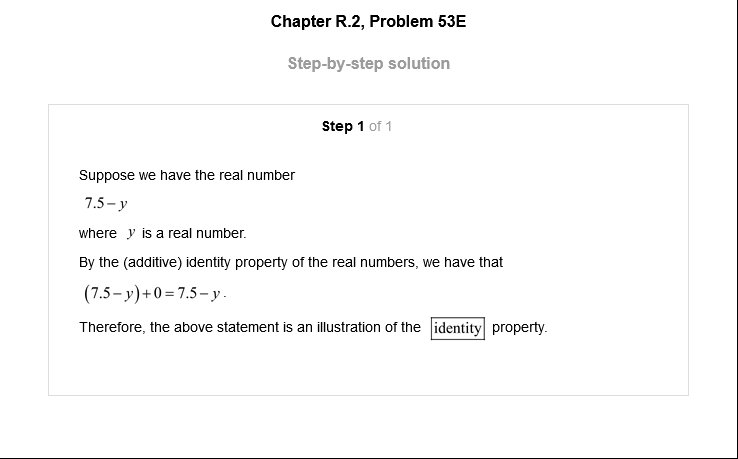 Chapter R.2, Problem 53E
Step-by-step solution
Step 1 of 1
Suppose we have the real number
7.5 − y
where y is a real number.
By the (additive) identity property of the real numbers, we have that
(7.5 − y) + 0 = 7.5 − y .
Therefore, the above statement is an illustration of the identity property.